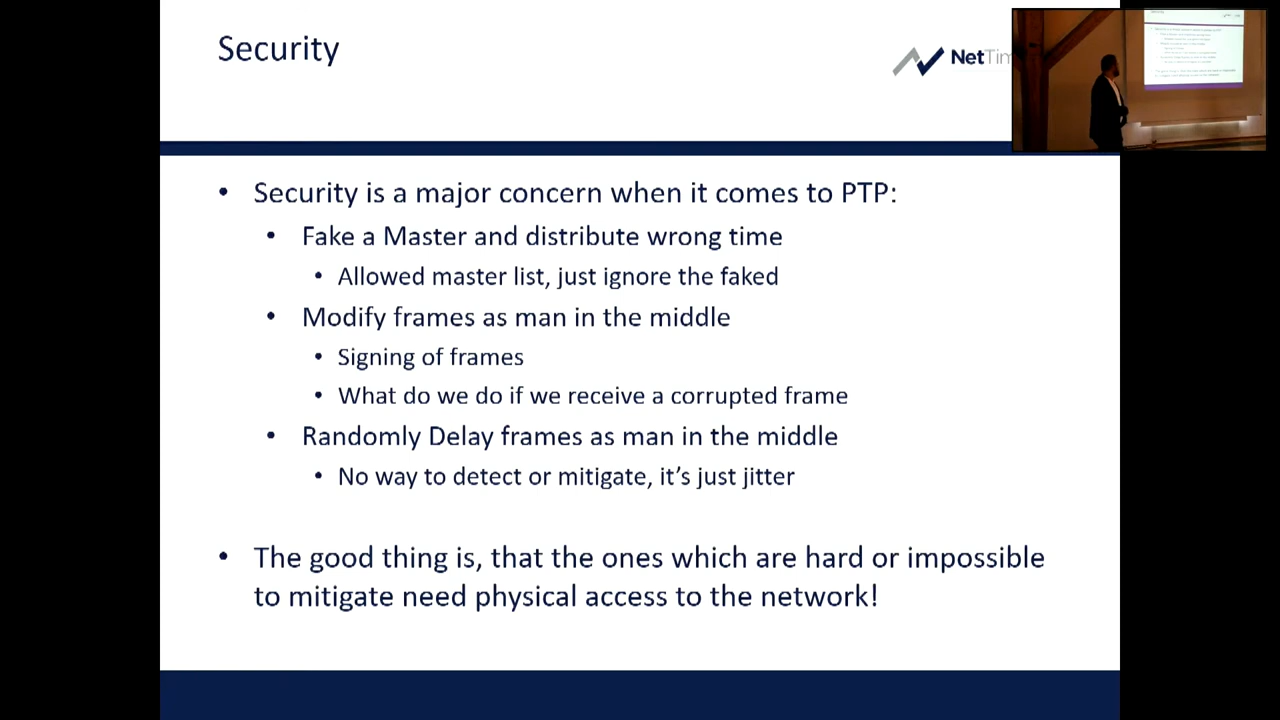 Security
NetTim
• Security is a major concern when it comes to PTP:
• Fake a Master and distribute wrong time
• Allowed master list, just ignore the faked
• Modify frames as man in the middle
• Signing of frames
• What do we do if we receive a corrupted frame
• Randomly Delay frames as man in the middle
• No way to detect or mitigate, it's just jitter
• The good thing is, that the ones which are hard or impossible
to mitigate need physical access to the network!